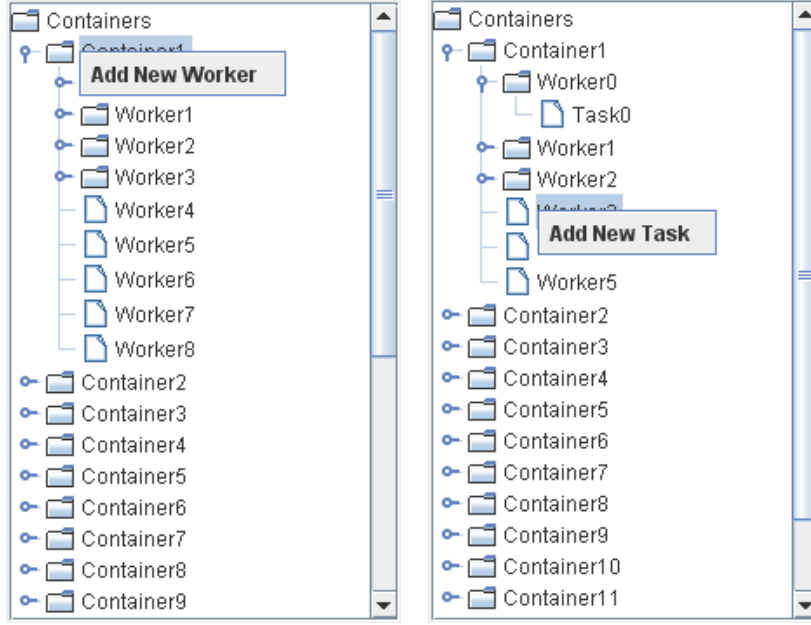 Containers
Container1
Add New Worker
Worker1
Worker2
Worker3
Worker4
Worker5
Worker6
Worker7
Worker8
Container2
Container3
Container4
Container5
Container6
Container7
Container8
Container9
Containers
Container1
Worker0
Task0
Worker1
Worker2
Worker3
Add New Task
Worker5
Container2
Container3
Container4
Container5
Container6
Container7
Container8
Container9
Container10
Container11